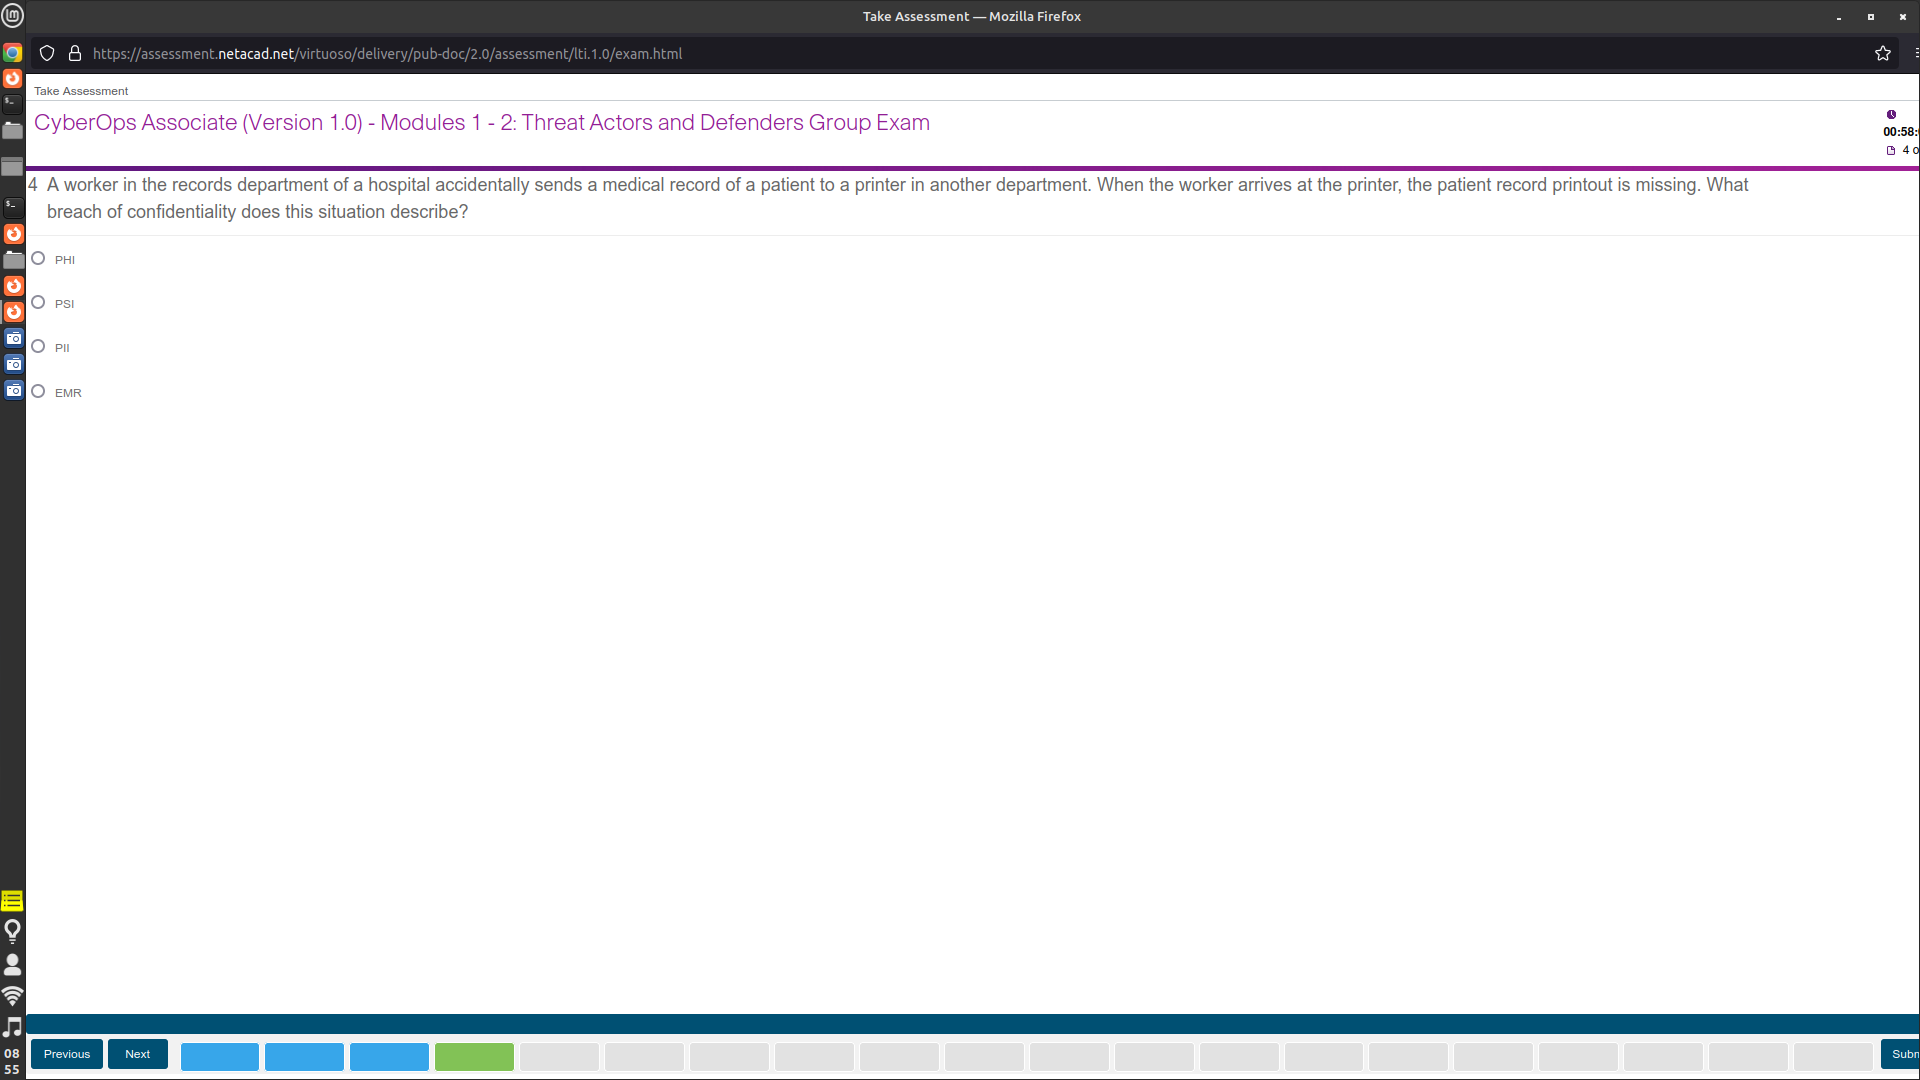 Take Assessment — Mozilla Firefox
https://assessment.netacad.net/virtuoso/delivery/pub-doc/2.0/assessment/lti.1.0/exam.html
Take Assessment
CyberOps Associate (Version 1.0) - Modules 1 - 2: Threat Actors and Defenders Group Exam
00:58:
4 o
4 A worker in the records department of a hospital accidentally sends a medical record of a patient to a printer in another department. When the worker arrives at the printer, the patient record printout is missing. What
breach of confidentiality does this situation describe?
PHI
PSI
PII
EMR
Previous
Next
Subm
08
55